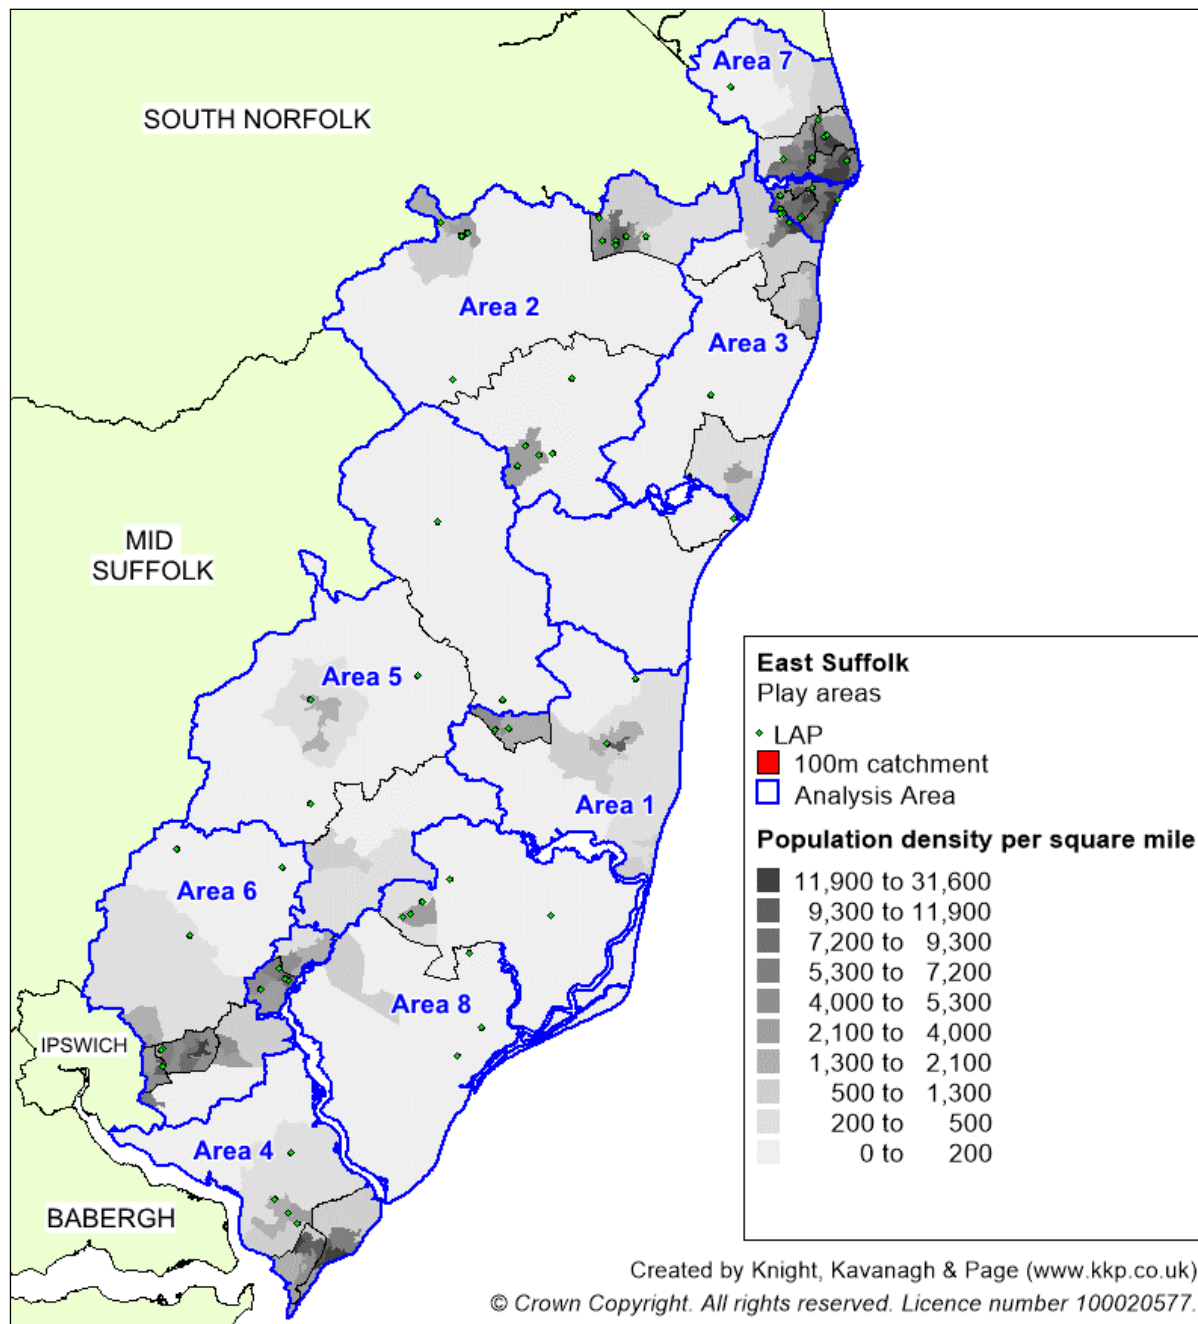 Area 7
SOUTH NORFOLK
Area 2
Area 3
MID
SUFFOLK
Area 5
Area 1
Area 6
Area 8
IPSWICH
Area 4
BABERGH
East Suffolk
Play areas
LAP
100m catchment
Analysis Area
Population density per square mile
11,900 to 31,600
9,300 to 11,900
7,200 to 9,300
5,300 to 7,200
4,000 to 5,300
2,100 to 4,000
1,300 to 2,100
500 to 1,300
200 to 500
0 to 200
Created by Knight, Kavanagh & Page (www.kkp.co.uk)
© Crown Copyright. All rights reserved. Licence number 100020577.